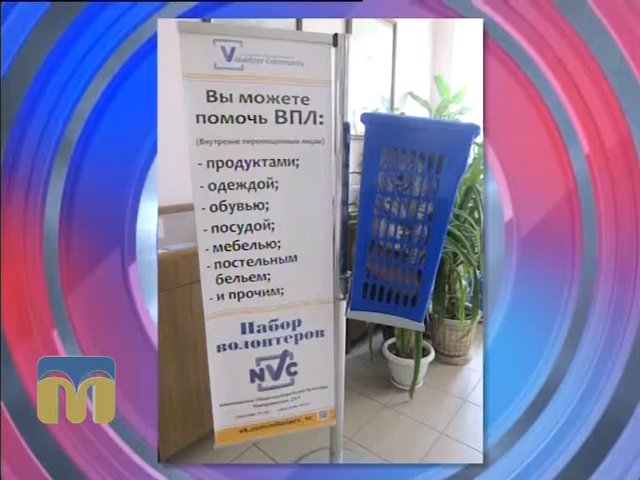 Volunteer Community
Вы можете
помочь ВПЛ:
(Внутренне перемещенным лицам)
- продуктами;
- одеждой;
- обувью;
- посудой;
- мебелью;
- постельным
бельем;
- и прочим.
Набор
волонтеров
NVC
М